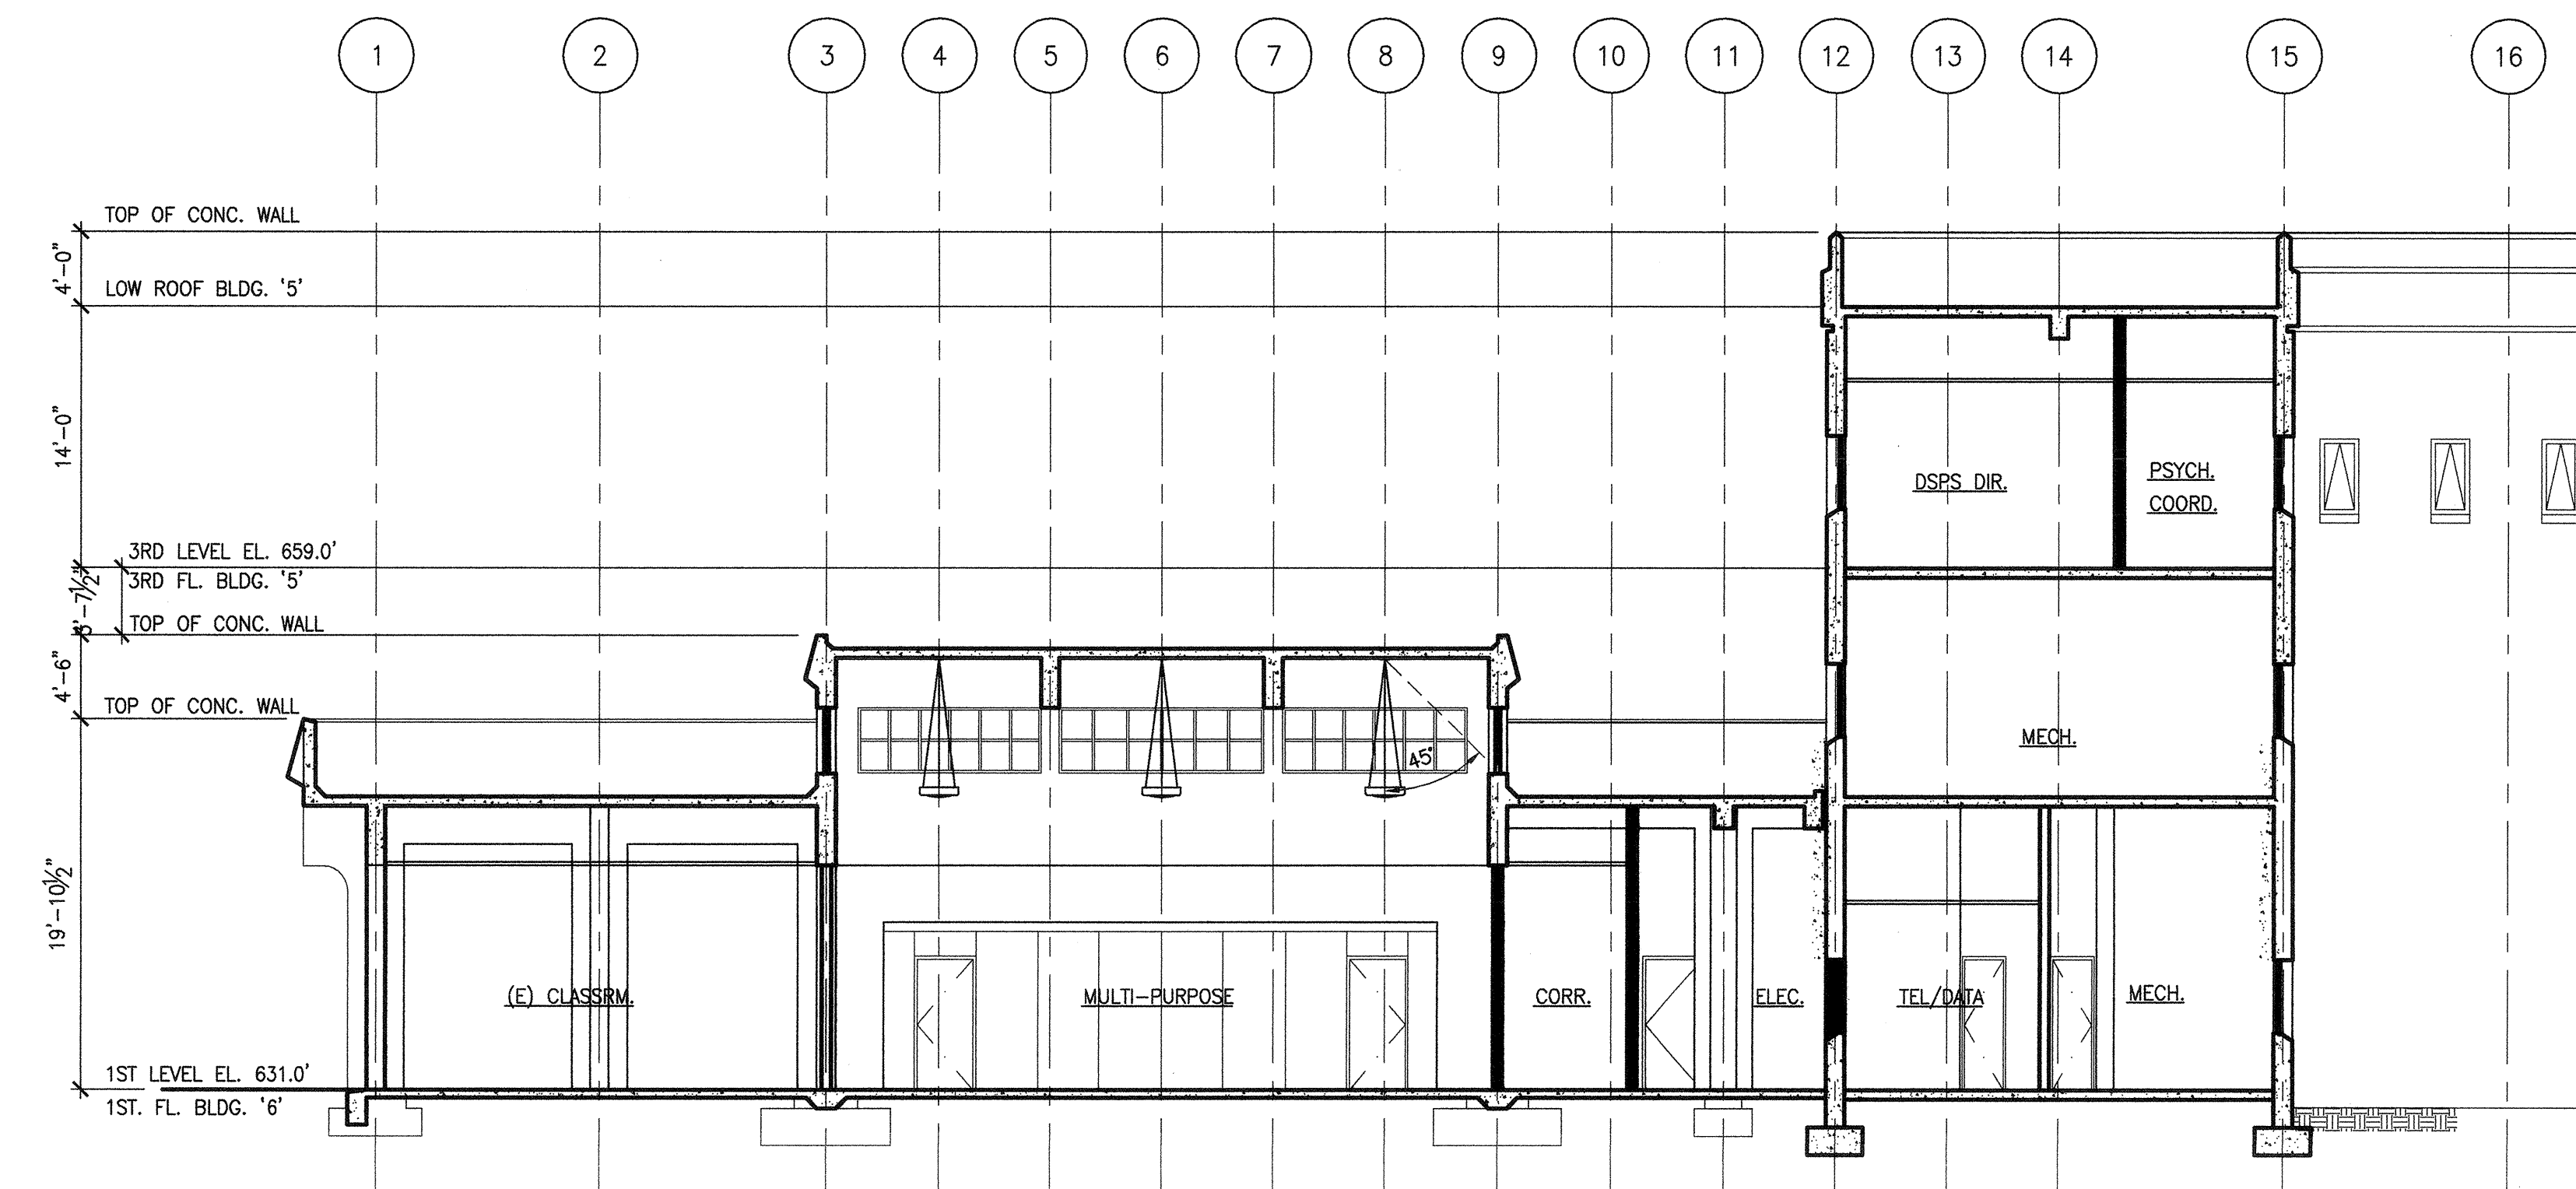 1 2 3 4 5 6 7 8 9 10 11 12 13 14 15 16
TOP OF CONC. WALL
4'-0"
LOW ROOF BLDG. '5'
14'-0"
DSPS DIR.
PSYCH.
COORD.
3RD LEVEL EL. 659.0'
3RD FL. BLDG. '5'
3'-7½"
TOP OF CONC. WALL
4'-6"
TOP OF CONC. WALL
45°
MECH.
19'-10½"
(E) CLASSRM.
MULTI-PURPOSE
CORR.
ELEC.
TEL/DATA
MECH.
1ST LEVEL EL. 631.0'
1ST. FL. BLDG. '6'